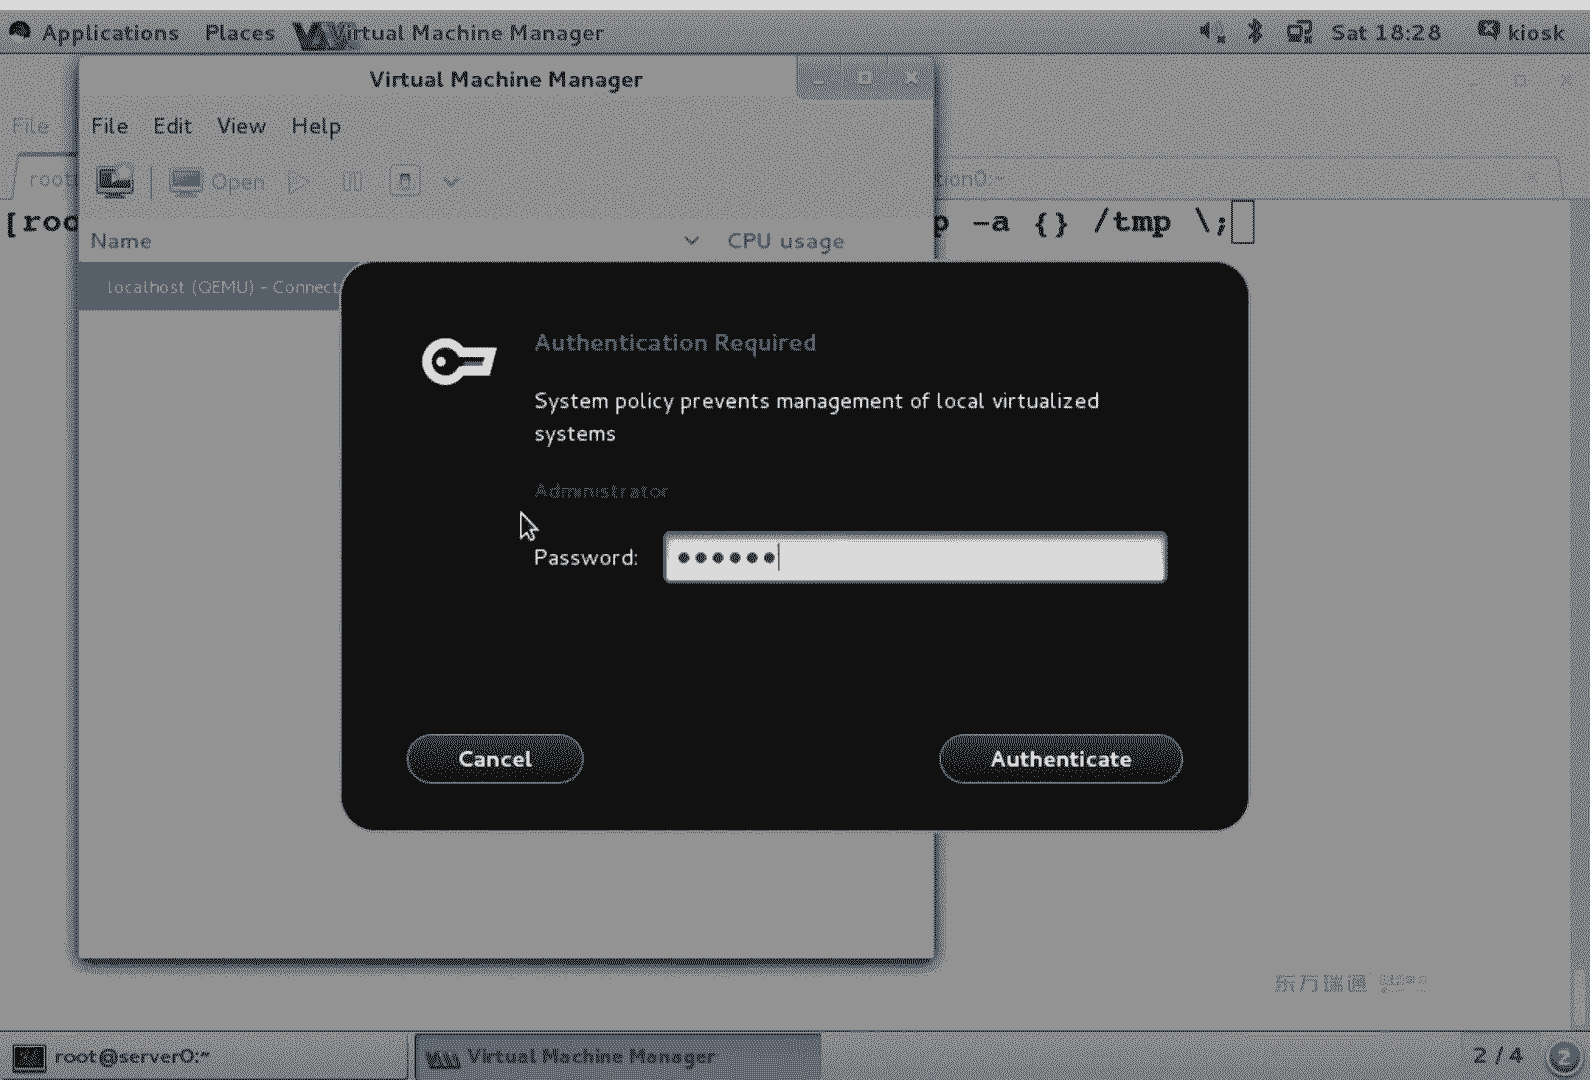 Applications Places Virtual Machine Manager Sat 18:28 kiosk
Virtual Machine Manager
File
File Edit View Help
root
Open
tion0:~
[roo
p -a {} /tmp \;
Name CPU usage
localhost (QEMU) - Connect
Authentication Required
System policy prevents management of local virtualized
systems
Administrator
Password: ●●●●●●
Cancel Authenticate
东方瑞通
root@server0:~ Virtual Machine Manager 2 / 4 2